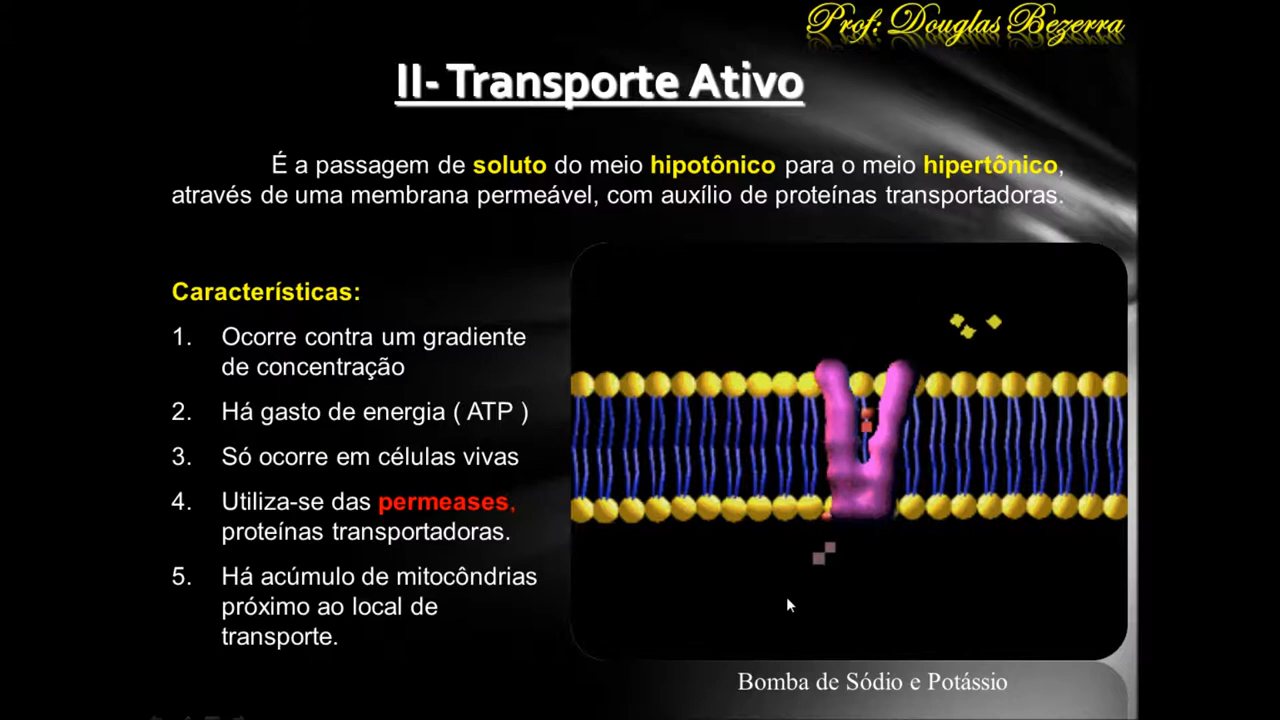 Prof: Douglas Bezerra
II- Transporte Ativo
É a passagem de soluto do meio hipotônico para o meio hipertônico,
através de uma membrana permeável, com auxílio de proteínas transportadoras.
Características:
1. Ocorre contra um gradiente
de concentração
2. Há gasto de energia ( ATP )
3. Só ocorre em células vivas
4. Utiliza-se das permeases,
proteínas transportadoras.
5. Há acúmulo de mitocôndrias
próximo ao local de
transporte.
Bomba de Sódio e Potássio